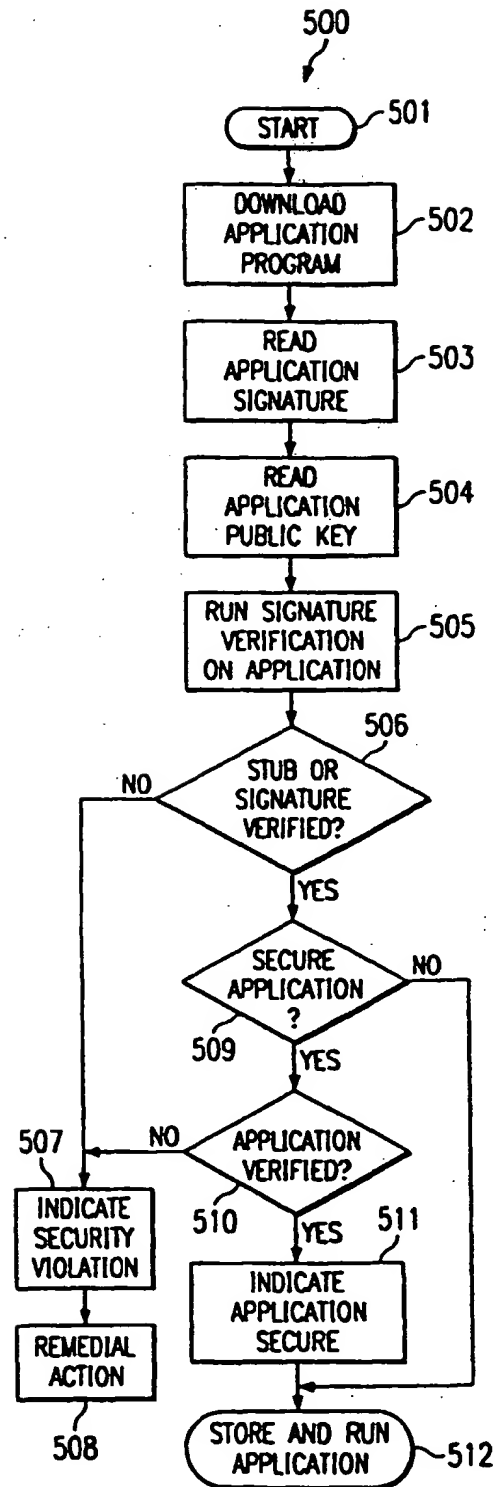 500
START
501
DOWNLOAD
APPLICATION
PROGRAM
502
READ
APPLICATION
SIGNATURE
503
READ
APPLICATION
PUBLIC KEY
504
RUN SIGNATURE
VERIFICATION
ON APPLICATION
505
506
NO
STUB OR
SIGNATURE
VERIFIED?
YES
SECURE
APPLICATION
?
NO
509
YES
507
NO
APPLICATION
VERIFIED?
510
YES
511
INDICATE
SECURITY
VIOLATION
INDICATE
APPLICATION
SECURE
REMEDIAL
ACTION
508
STORE AND RUN
APPLICATION
512